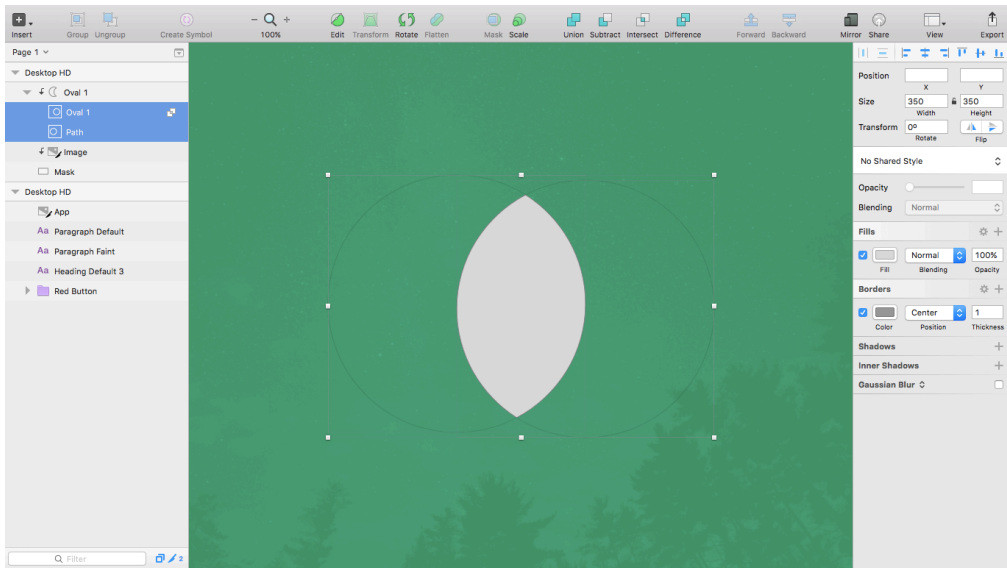 Insert Group Ungroup Create Symbol 100% Edit Transform Rotate Flatten Mask Scale Union Subtract Intersect Difference Forward Backward Mirror Share View Export
Page 1
Desktop HD
Oval 1
Oval 1
Path
Image
Mask
Desktop HD
App
Aa Paragraph Default
Aa Paragraph Faint
Aa Heading Default 3
Red Button
Filter 2
Position
X Y
Size 350 350
Width Height
Transform 0º
Rotate Flip
No Shared Style
Opacity
Blending Normal
Fills
Normal 100%
Fill Blending Opacity
Borders
Center 1
Color Position Thickness
Shadows
Inner Shadows
Gaussian Blur